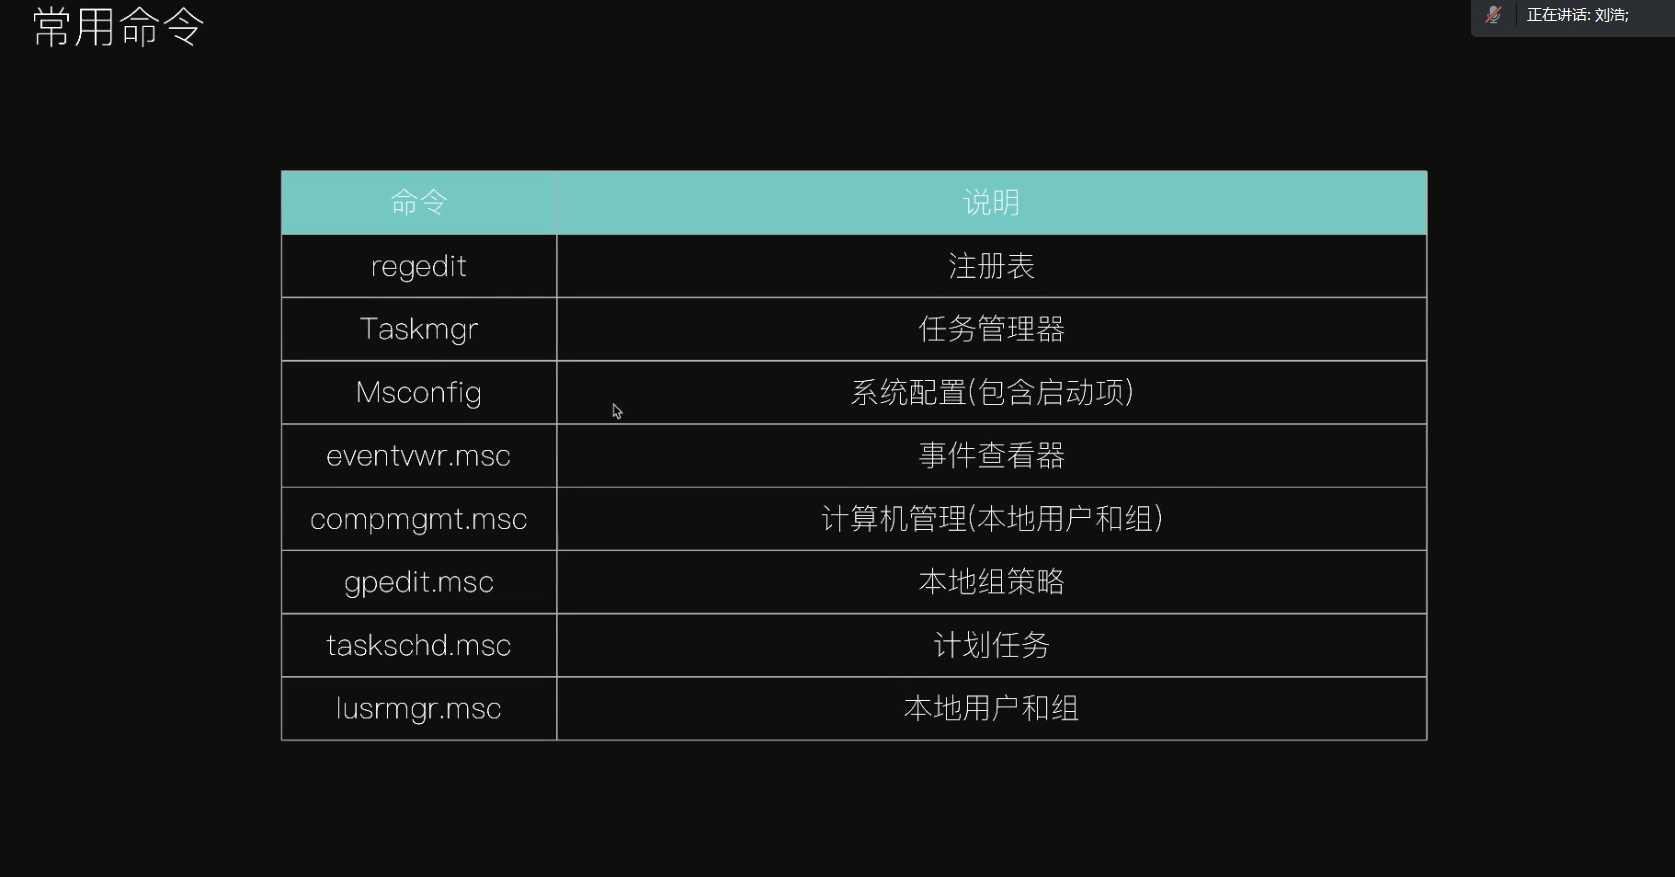 常用命令
正在讲话: 刘浩;
命令 说明
regedit 注册表
Taskmgr 任务管理器
Msconfig 系统配置(包含启动项)
eventvwr.msc 事件查看器
compmgmt.msc 计算机管理(本地用户和组)
gpedit.msc 本地组策略
taskschd.msc 计划任务
lusrmgr.msc 本地用户和组